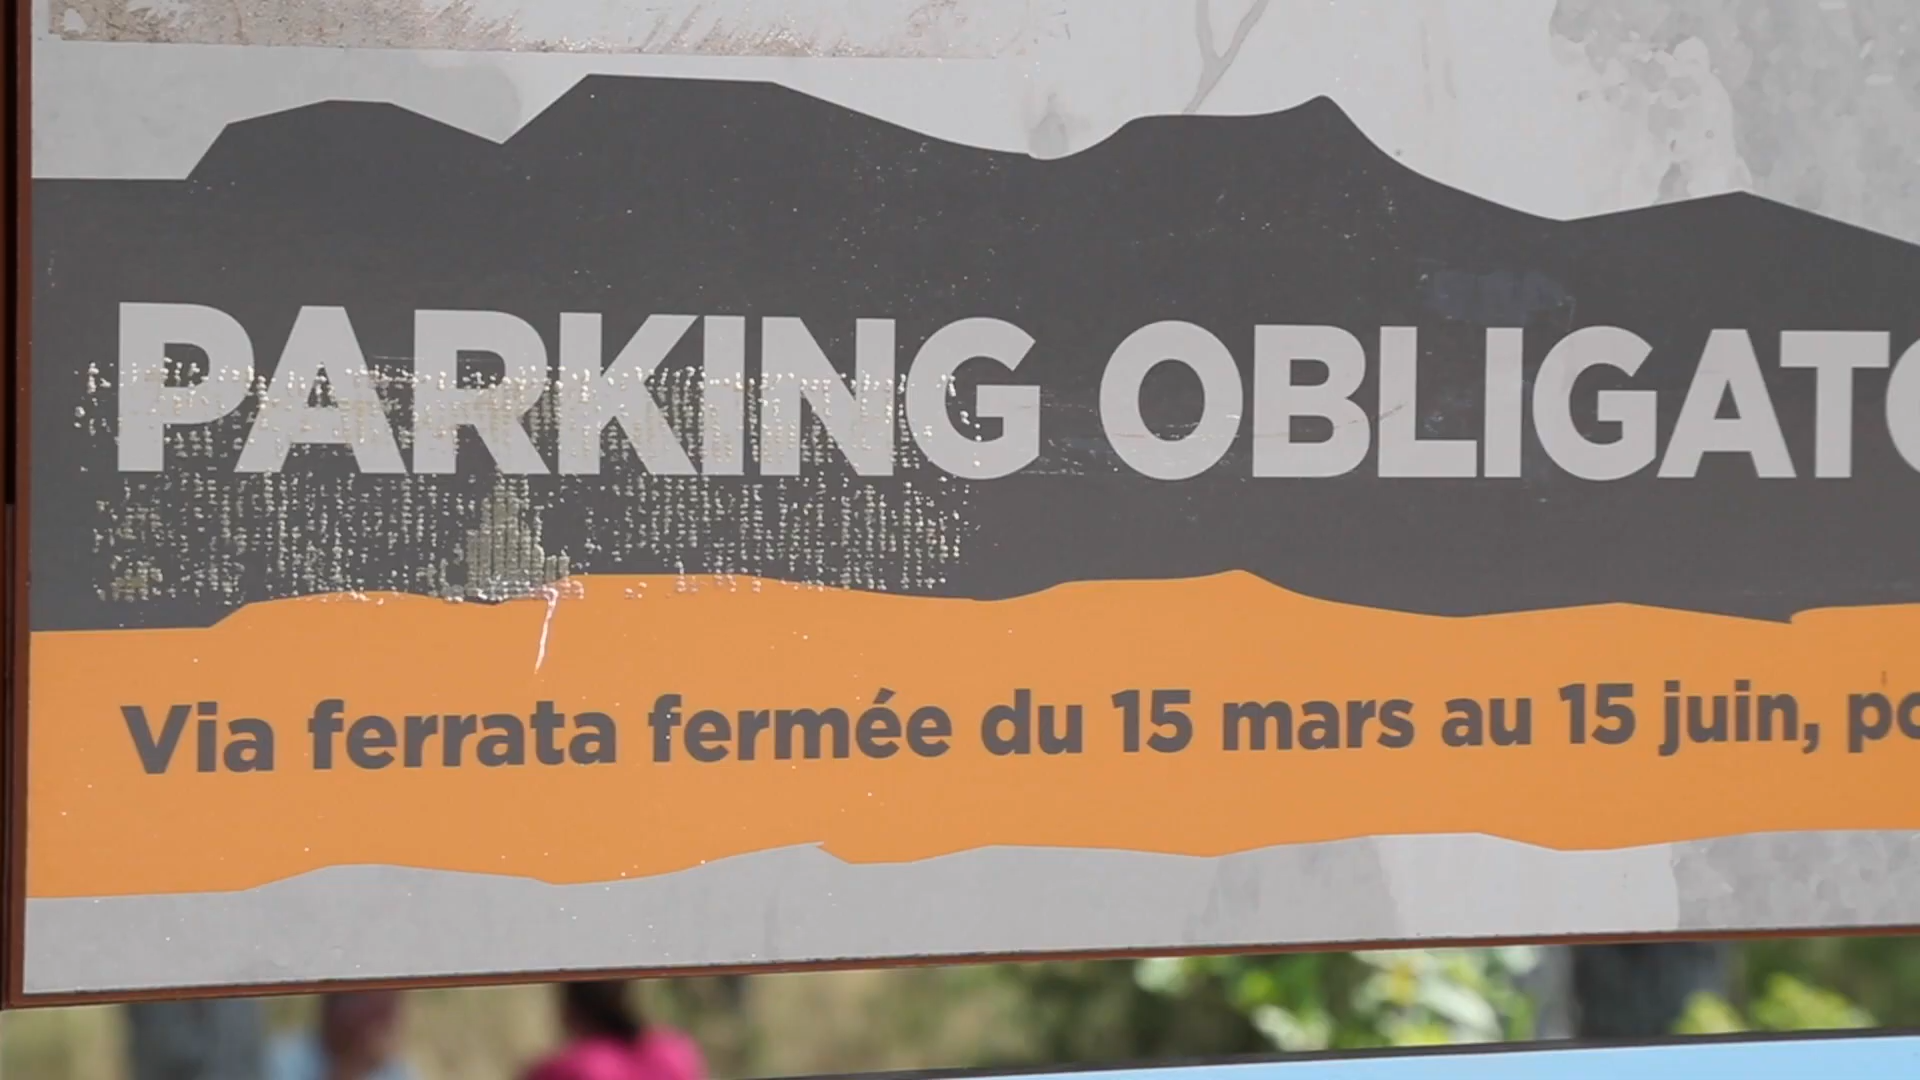 PARKING OBLIGATO
Via ferrata fermée du 15 mars au 15 juin, po